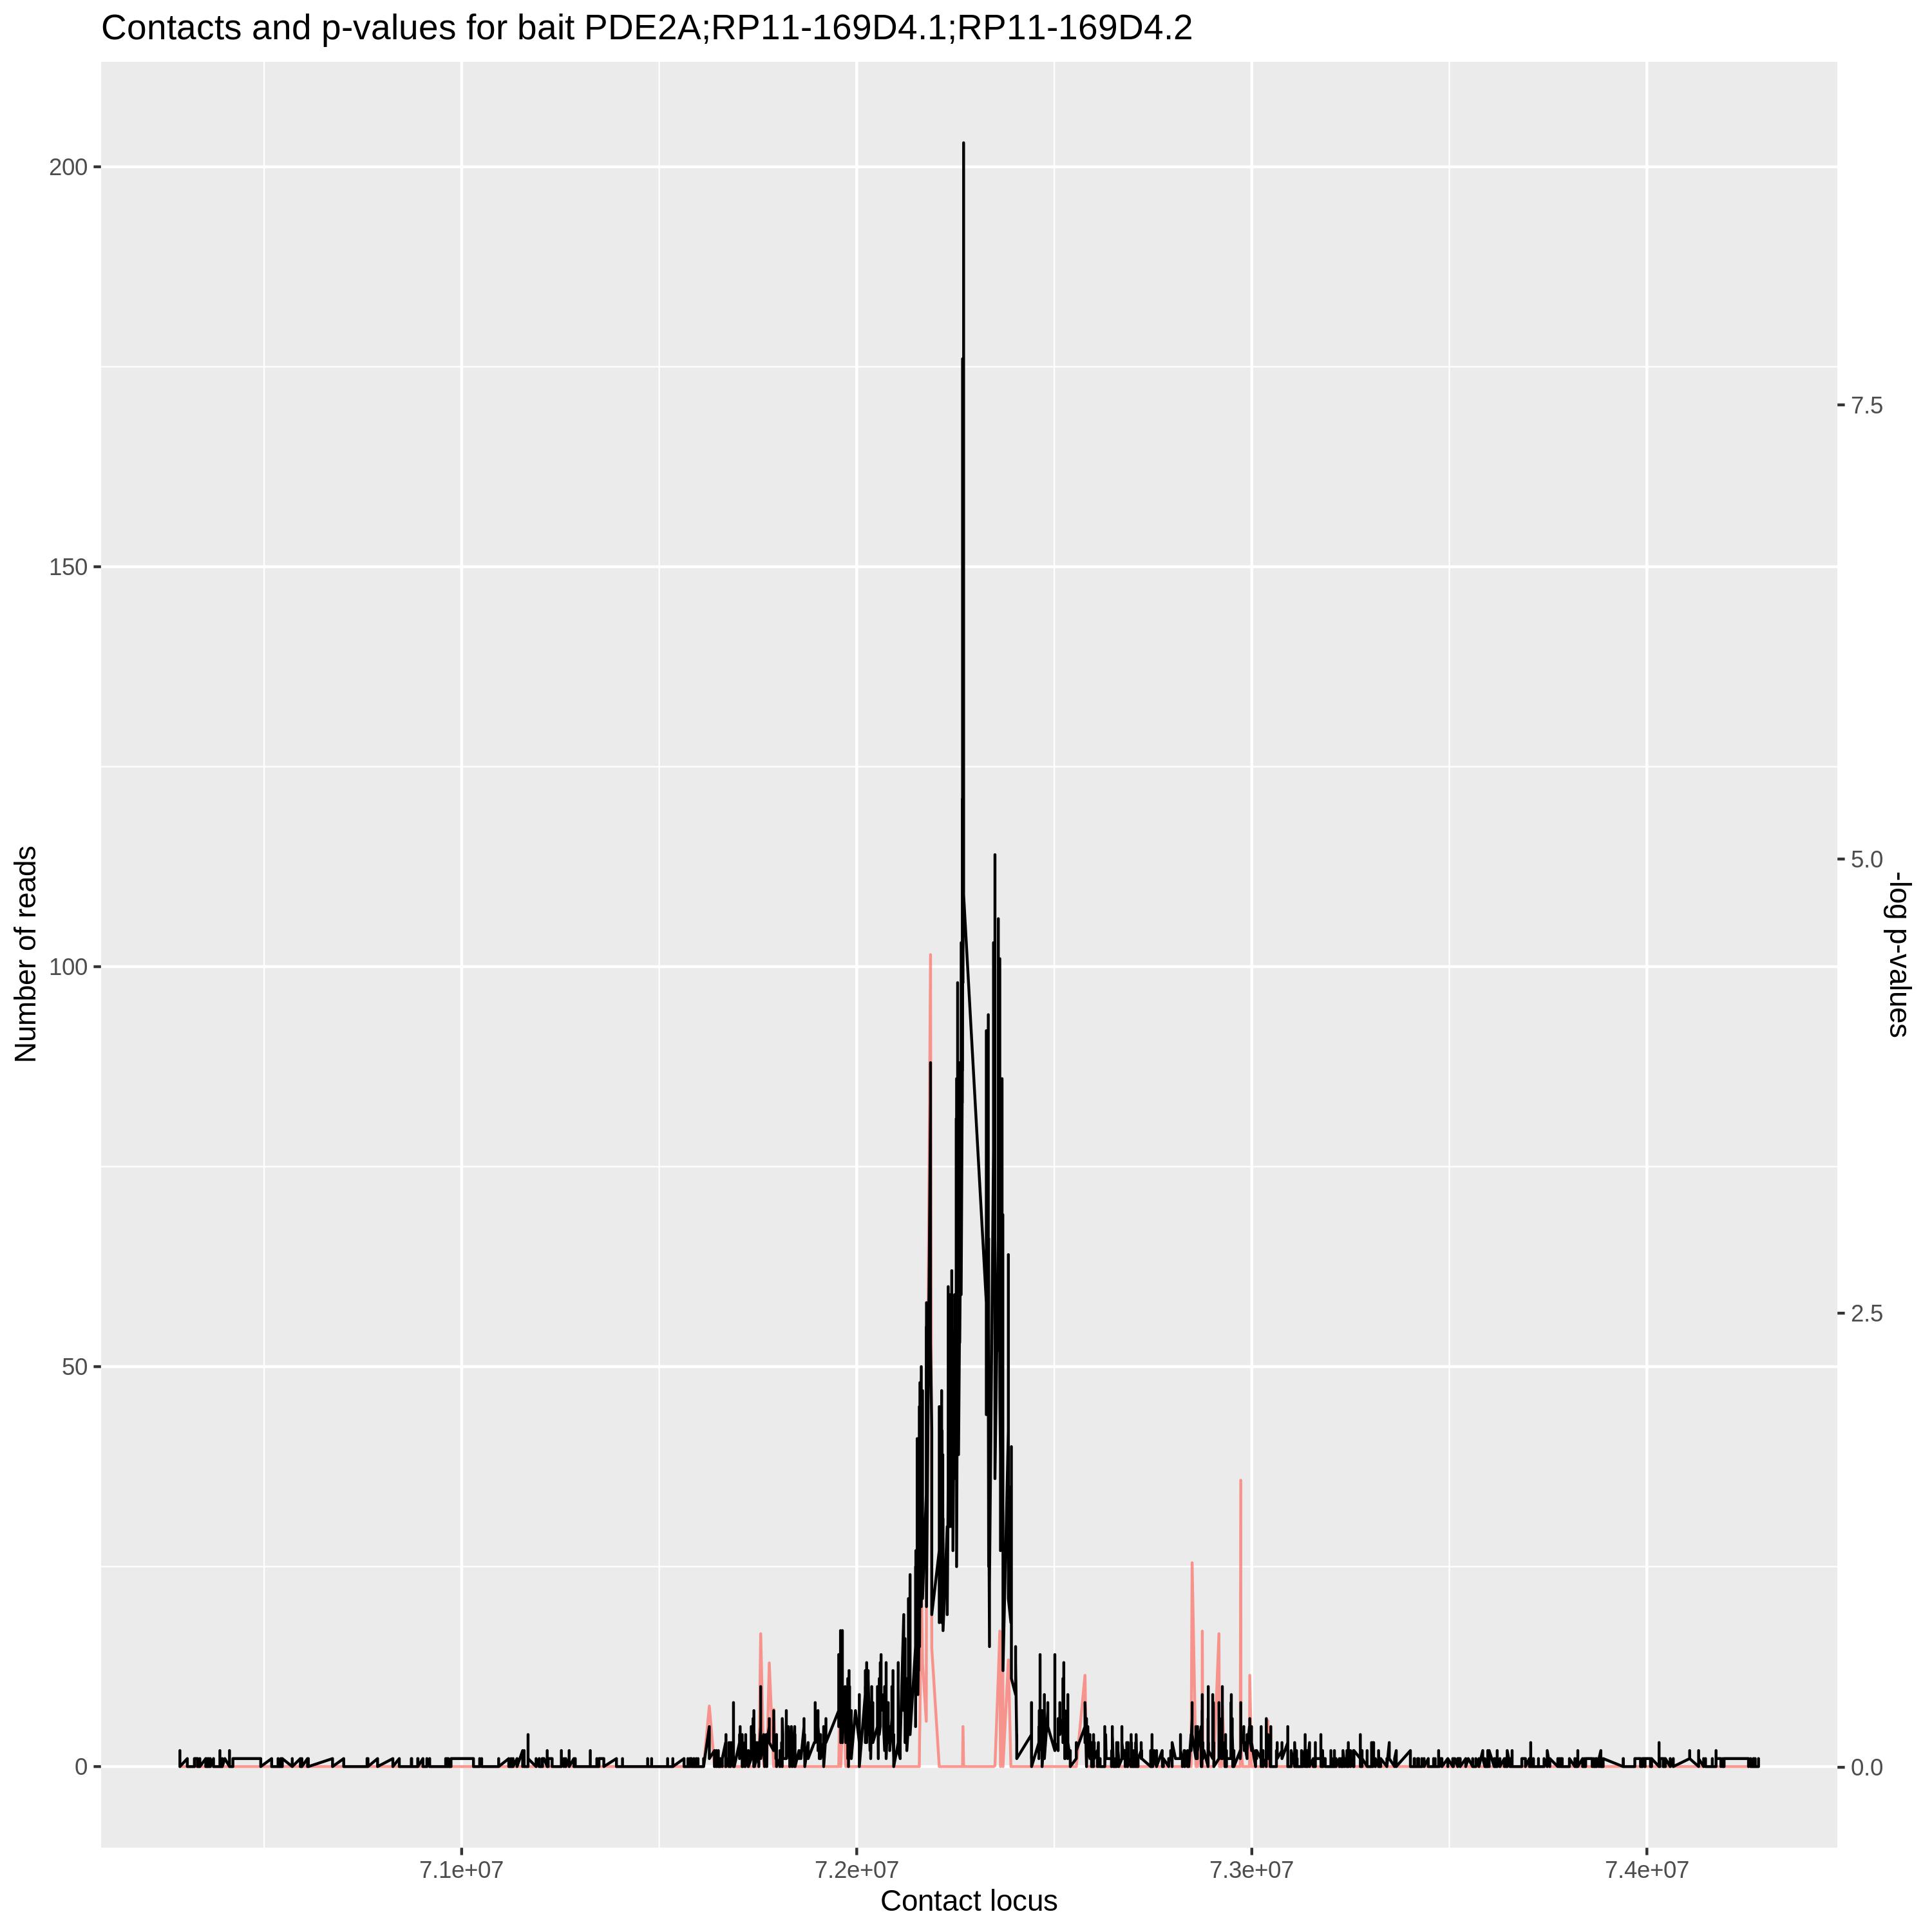 Contacts and p-values for bait PDE2A;RP11-169D4.1;RP11-169D4.2
200
150
100
50
0
Number of reads
7.5
5.0
2.5
0.0
-log p-values
7.1e+07
7.2e+07
7.3e+07
7.4e+07
Contact locus